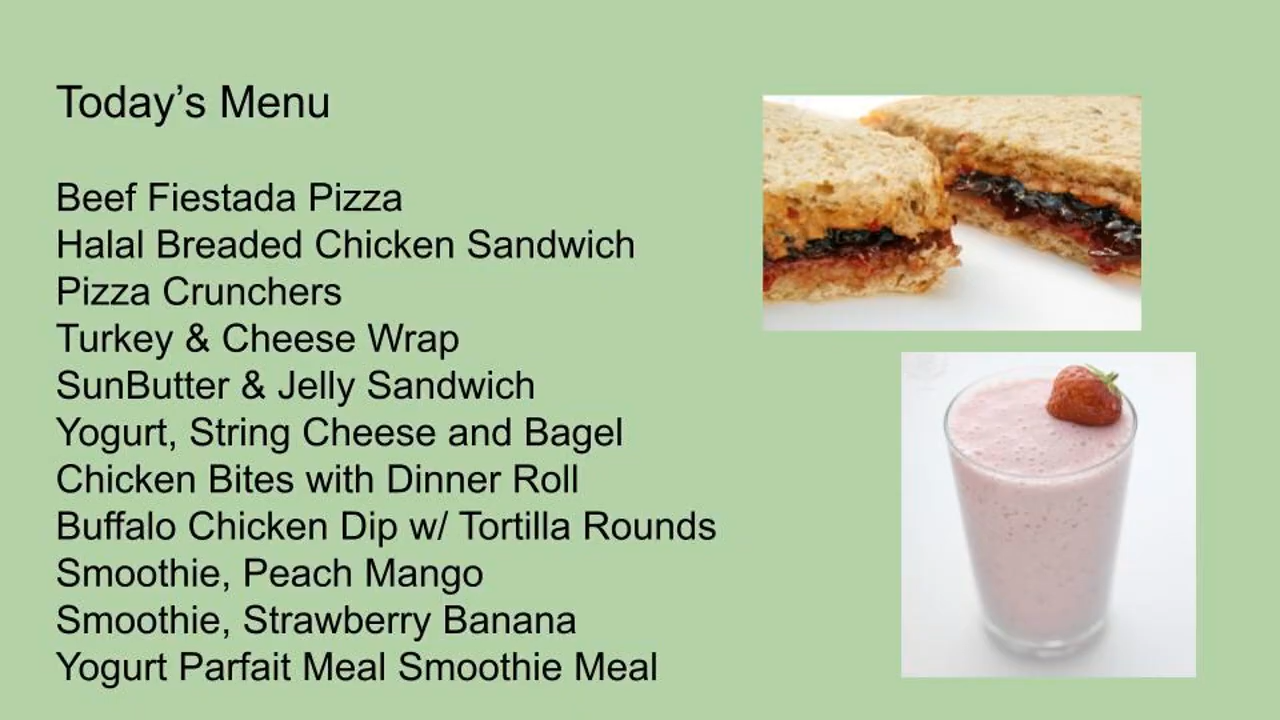 Today’s Menu
Beef Fiestada Pizza
Halal Breaded Chicken Sandwich
Pizza Crunchers
Turkey & Cheese Wrap
SunButter & Jelly Sandwich
Yogurt, String Cheese and Bagel
Chicken Bites with Dinner Roll
Buffalo Chicken Dip w/ Tortilla Rounds
Smoothie, Peach Mango
Smoothie, Strawberry Banana
Yogurt Parfait Meal Smoothie Meal